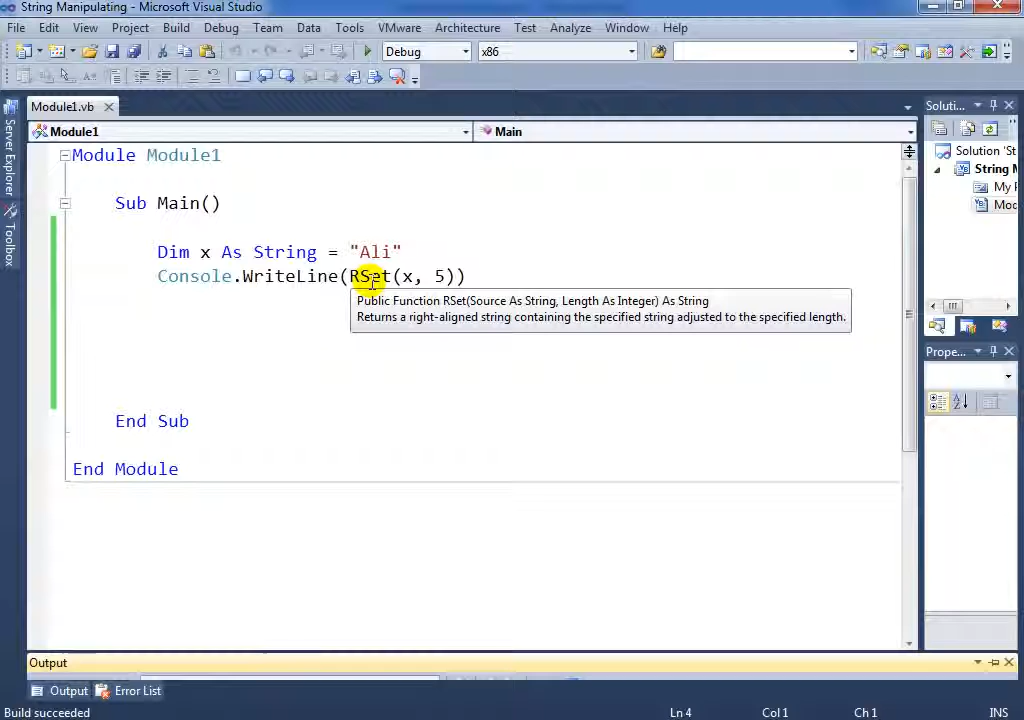 String Manipulating - Microsoft Visual Studio
File Edit View Project Build Debug Team Data Tools VMware Architecture Test Analyze Window Help
Debug x86
Module1.vb
Module1 Main
Module Module1
Sub Main()
Dim x As String = "Ali"
Console.WriteLine(RSet(x, 5))
Public Function RSet(Source As String, Length As Integer) As String
Returns a right-aligned string containing the specified string adjusted to the specified length.
End Sub
End Module
Server Explorer
Toolbox
Soluti...
Solution 'St
String M
My P
Moc
Prope...
Output
Output Error List
Build succeeded Ln 4 Col 1 Ch 1 INS